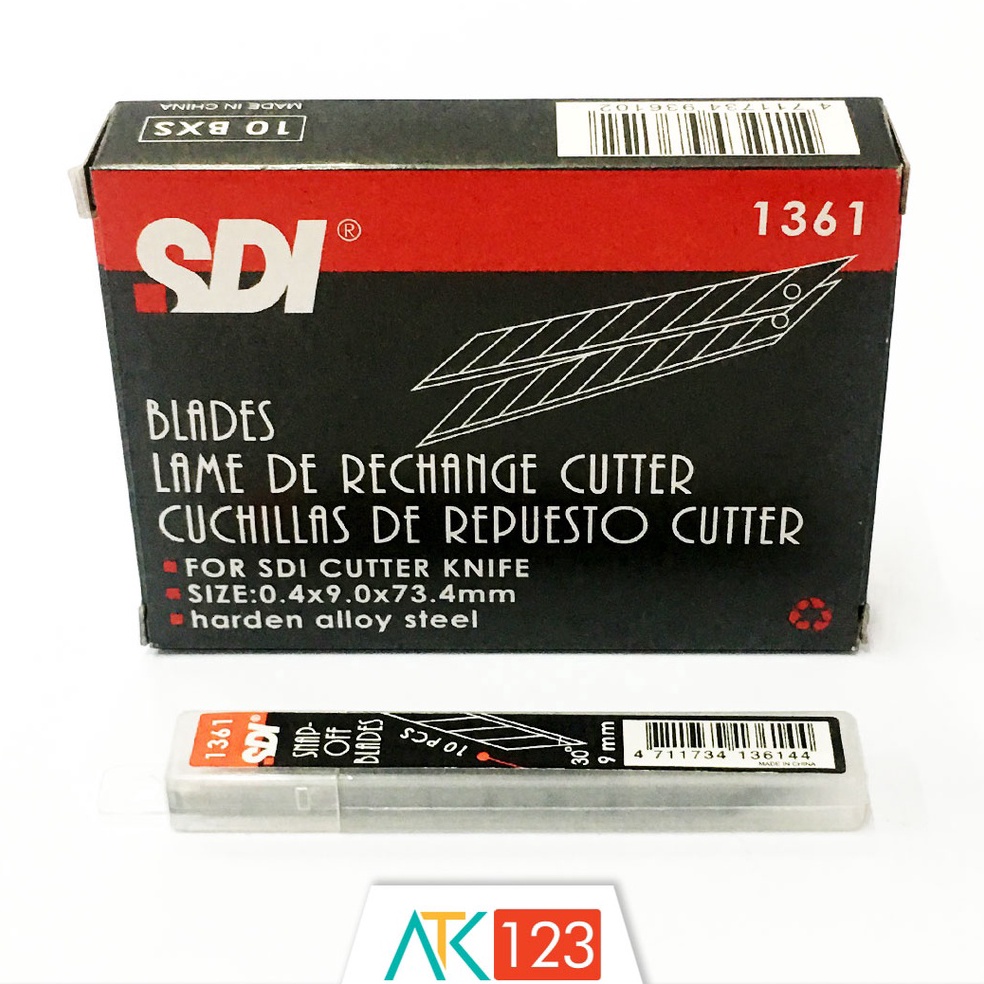 MADE IN CHINA
10 BXS
4 711734 936102
SDI®
1361
BLADES
LAME DE RECHANGE CUTTER
CUCHILLAS DE REPUESTO CUTTER
FOR SDI CUTTER KNIFE
SIZE:0.4x9.0x73.4mm
harden alloy steel
1361
SDI®
SNAP-
OFF
BLADES
10 PCS
30°
9 mm
4 711734 136144
MADE IN CHINA
ATK 123